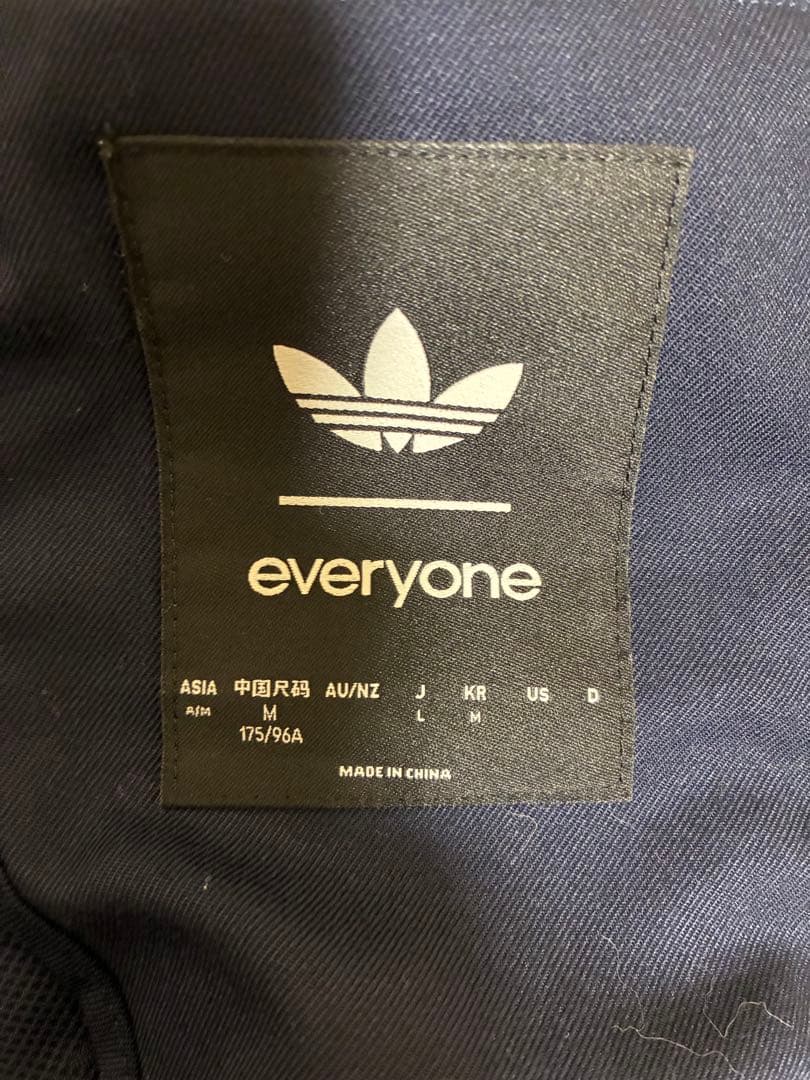 everyone
ASIA 中国尺码 AU/NZ J KR US D
A/M M L M
175/96A
MADE IN CHINA